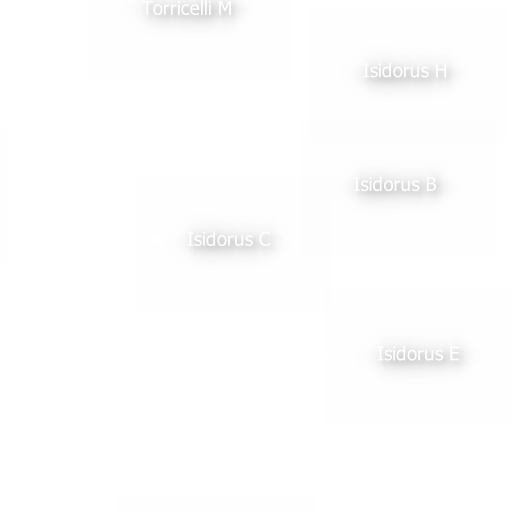 Torricelli M
Isidorus H
Isidorus B
Isidorus C
Isidorus E